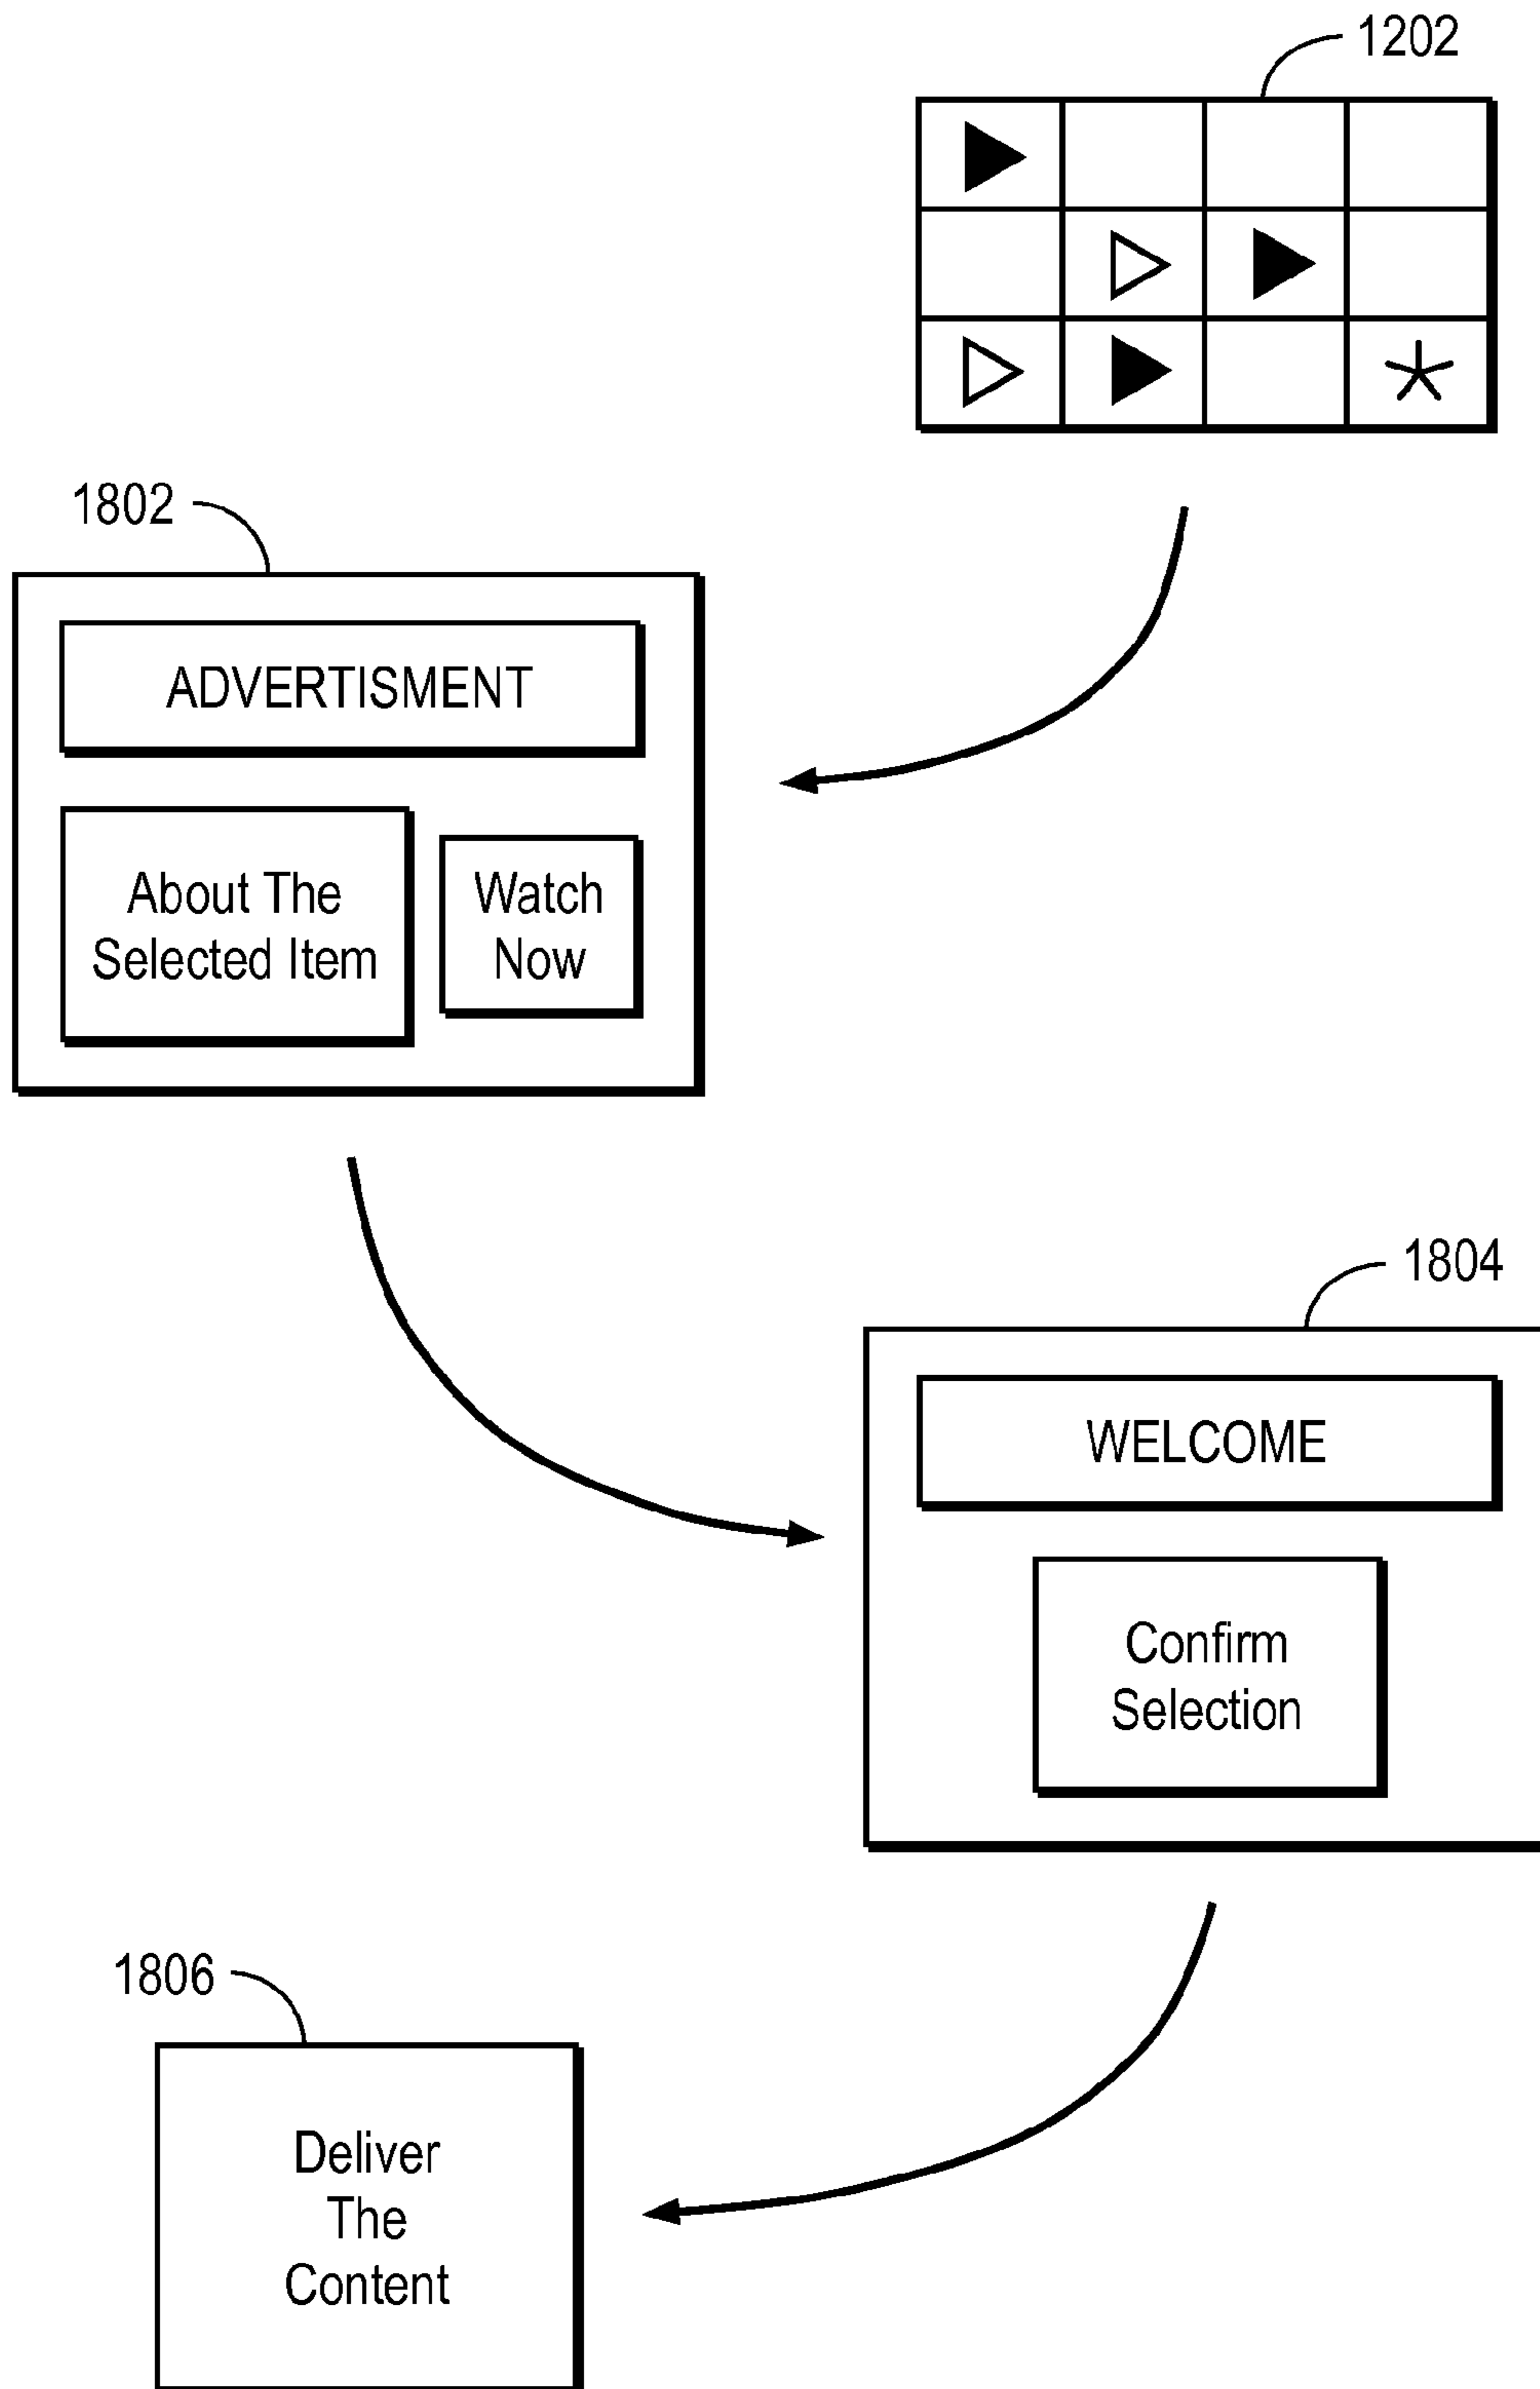 1202
1802
ADVERTISMENT
About The
Selected Item
Watch
Now
1804
WELCOME
Confirm
Selection
1806
Deliver
The
Content